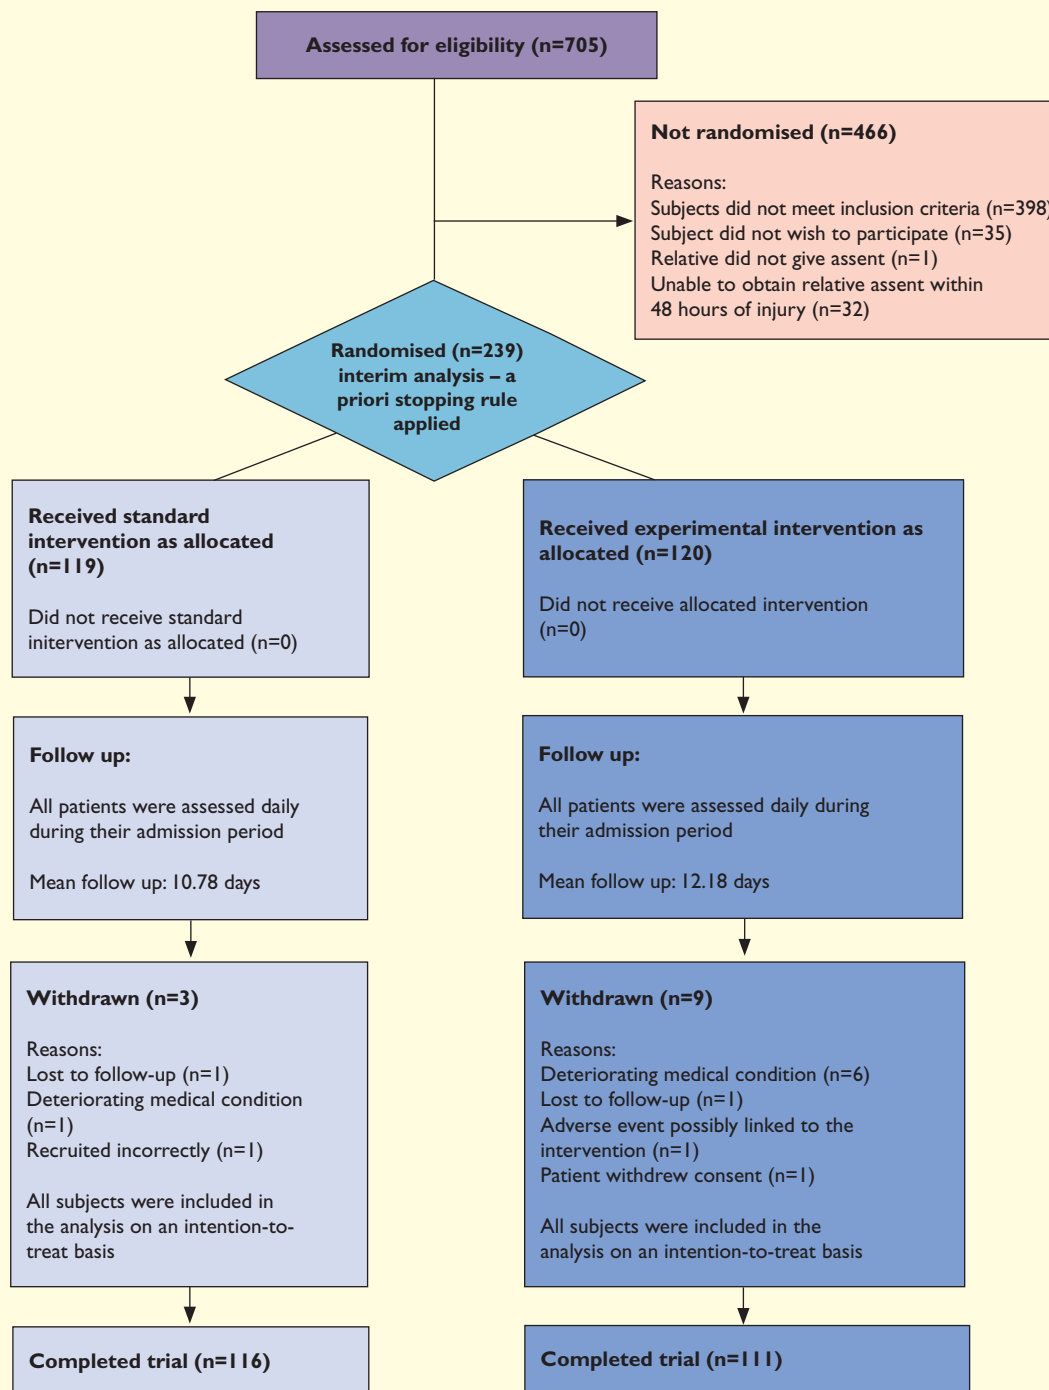 Assessed for eligibility (n=705)
Not randomised (n=466)
Reasons:
Subjects did not meet inclusion criteria (n=398)
Subject did not wish to participate (n=35)
Relative did not give assent (n=1)
Unable to obtain relative assent within
48 hours of injury (n=32)
Randomised (n=239)
interim analysis – a
priori stopping rule
applied
Received standard
intervention as allocated
(n=119)
Did not receive standard
initervention as allocated (n=0)
Received experimental intervention as
allocated (n=120)
Did not receive allocated intervention
(n=0)
Follow up:
All patients were assessed daily
during their admission period
Mean follow up: 10.78 days
Follow up:
All patients were assessed daily during
their admission period
Mean follow up: 12.18 days
Withdrawn (n=3)
Reasons:
Lost to follow-up (n=1)
Deteriorating medical condition
(n=1)
Recruited incorrectly (n=1)
All subjects were included in
the analysis on an intention-to-
treat basis
Withdrawn (n=9)
Reasons:
Deteriorating medical condition (n=6)
Lost to follow-up (n=1)
Adverse event possibly linked to the
intervention (n=1)
Patient withdrew consent (n=1)
All subjects were included in the
analysis on an intention-to-treat basis
Completed trial (n=116)
Completed trial (n=111)